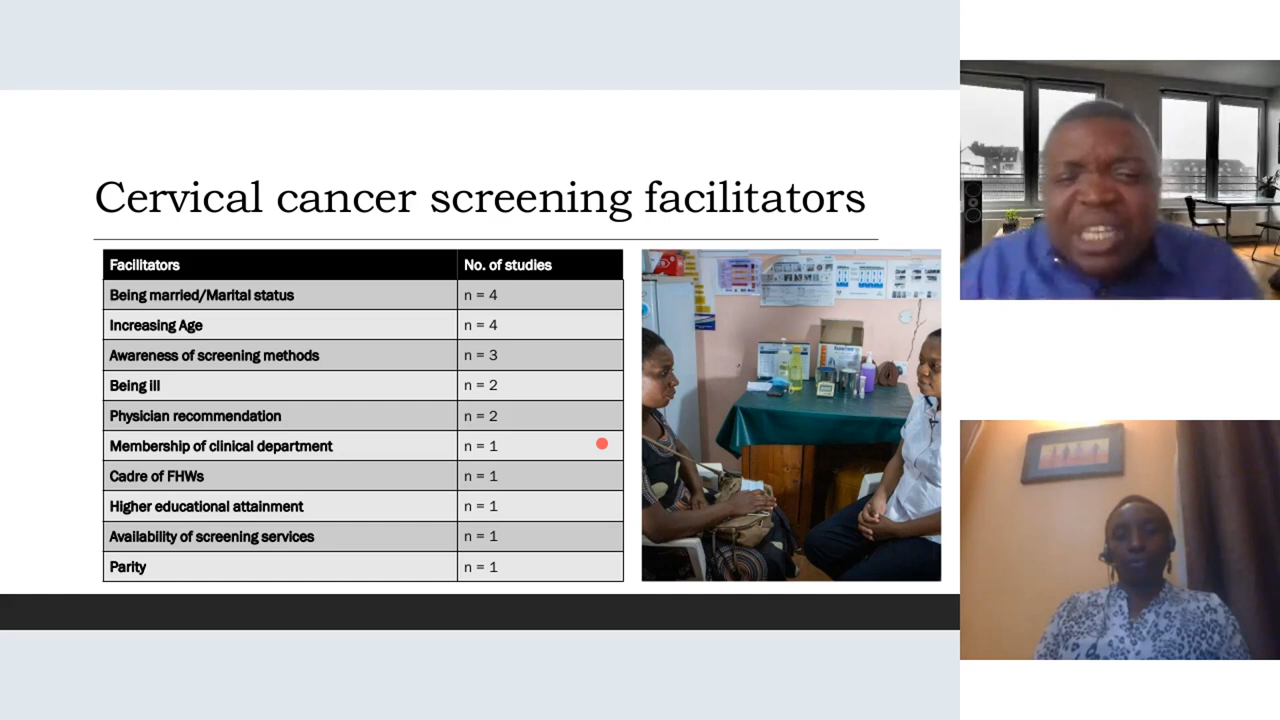 Cervical cancer screening facilitators
Facilitators No. of studies
Being married/Marital status n = 4
Increasing Age n = 4
Awareness of screening methods n = 3
Being ill n = 2
Physician recommendation n = 2
Membership of clinical department n = 1
Cadre of FHWs n = 1
Higher educational attainment n = 1
Availability of screening services n = 1
Parity n = 1